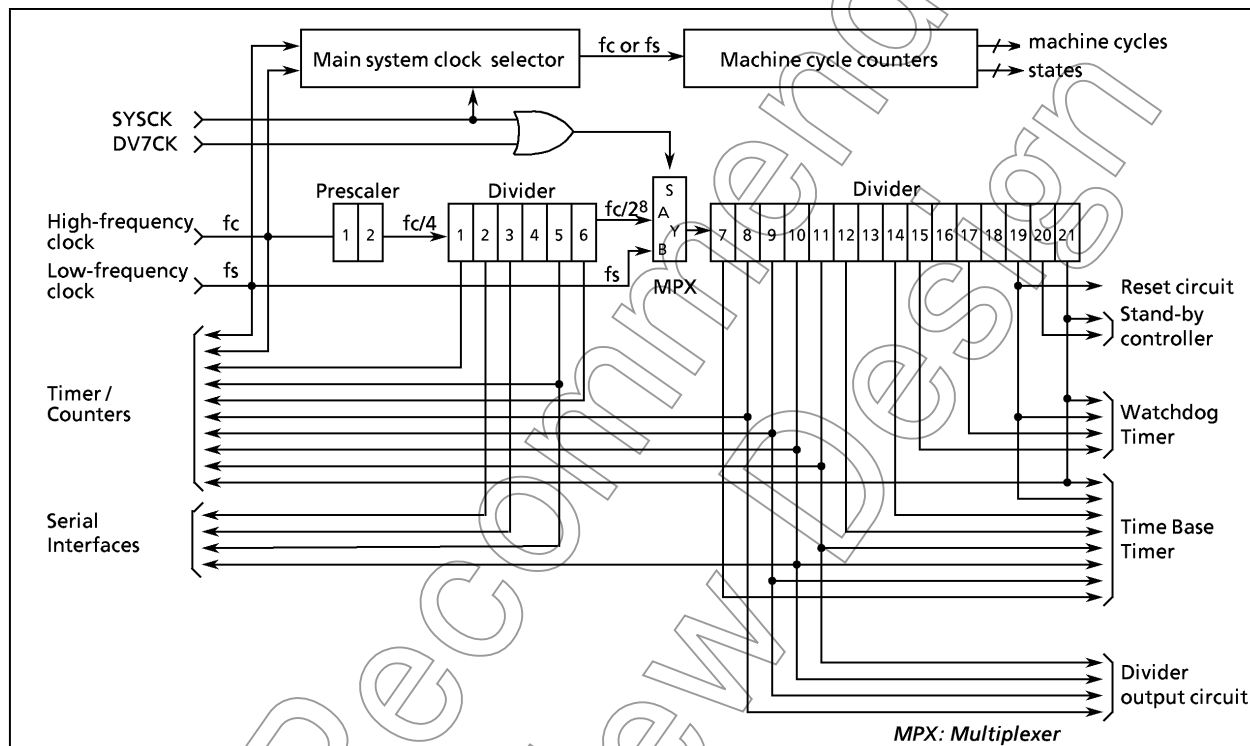 Main system clock selector
fc or fs
Machine cycle counters
machine cycles
states
SYSCK
DV7CK
Prescaler
Divider
Divider
High-frequency
clock
fc
1 2
fc/4
1 2 3 4 5 6
fc/2⁸
S
A
Y
B
MPX
7 8 9 10 11 12 13 14 15 16 17 18 19 20 21
Low-frequency
clock
fs
fs
Reset circuit
Stand-by
controller
Timer /
Counters
Watchdog
Timer
Serial
Interfaces
Time Base
Timer
Divider
output circuit
MPX: Multiplexer
Design